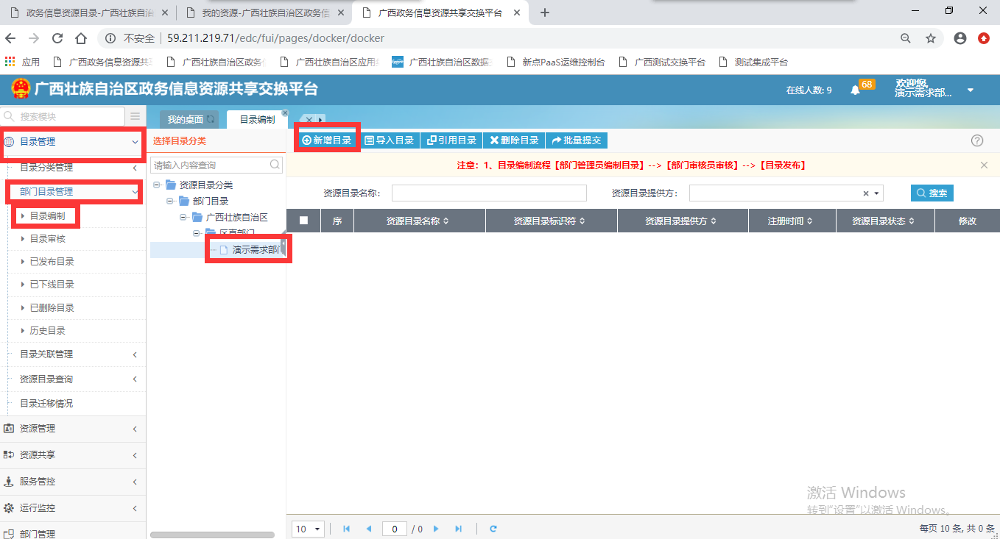 政务信息资源目录-广西壮族自治
我的资源-广西壮族自治区政务信
广西政务信息资源共享交换平台
不安全 59.211.219.71/edc/fui/pages/docker/docker
应用 广西政务信息资源共享 广西壮族自治区政务信 广西壮族自治区应用 广西壮族自治区数据 新点PaaS运维控制台 广西测试交换平台 测试集成平台
广西壮族自治区政务信息资源共享交换平台
在线人数: 9
68
欢迎您,
演示需求部...
搜索模块
我的桌面
目录编制
目录管理
目录分类管理
部门目录管理
目录编制
目录审核
已发布目录
已下线目录
已删除目录
历史目录
目录关联管理
资源目录查询
目录迁移情况
资源管理
资源共享
服务管控
运行监控
部门管理
选择目录分类
请输入内容查询
资源目录分类
部门目录
广西壮族自治区
区直部门
演示需求部门
新增目录 导入目录 引用目录 删除目录 批量提交
注意：1、目录编制流程【部门管理员编制目录】-->【部门审核员审核】-->【目录发布】
资源目录名称: 资源目录提供方: 搜索
序 资源目录名称 资源目录标识符 资源目录提供方 注册时间 资源目录状态 修改
激活 Windows
转到"设置"以激活 Windows。
10 0 / 0
每页 10 条, 共 0 条